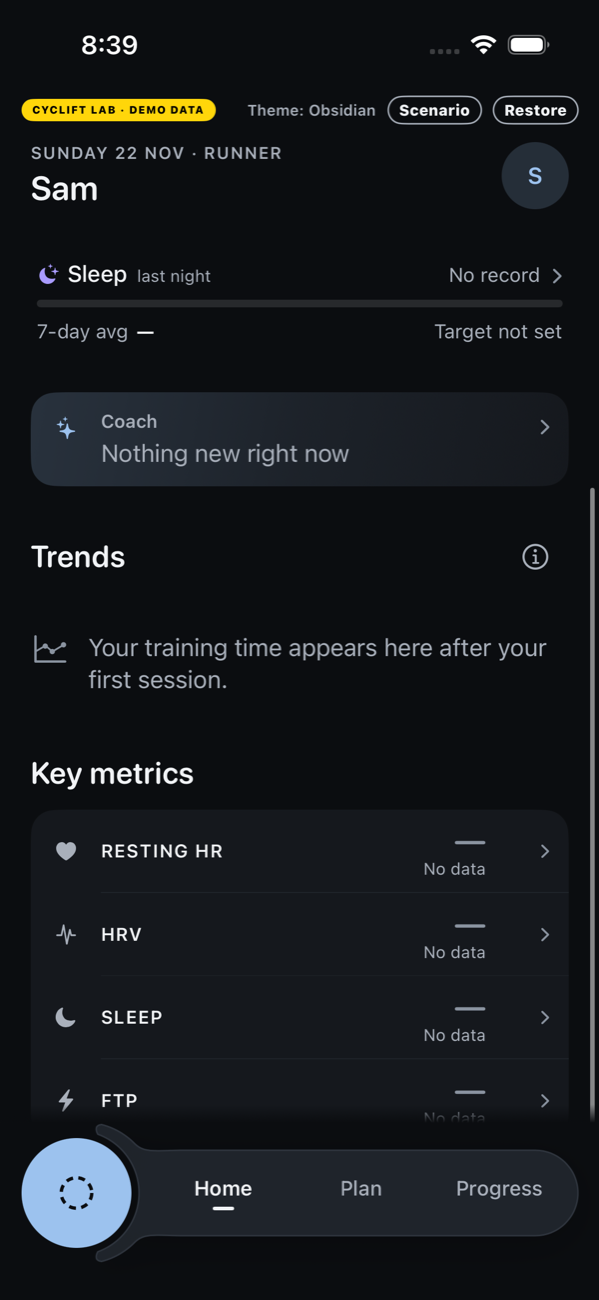 8:39
CYCLIFT LAB · DEMO DATA
Theme: Obsidian
Scenario
Restore
SUNDAY 22 NOV · RUNNER
Sam
S
Sleep last night
No record
7-day avg —
Target not set
Coach
Nothing new right now
Trends
Your training time appears here after your
first session.
Key metrics
RESTING HR
—
No data
HRV
—
No data
SLEEP
—
No data
FTP
—
No data
Home
Plan
Progress